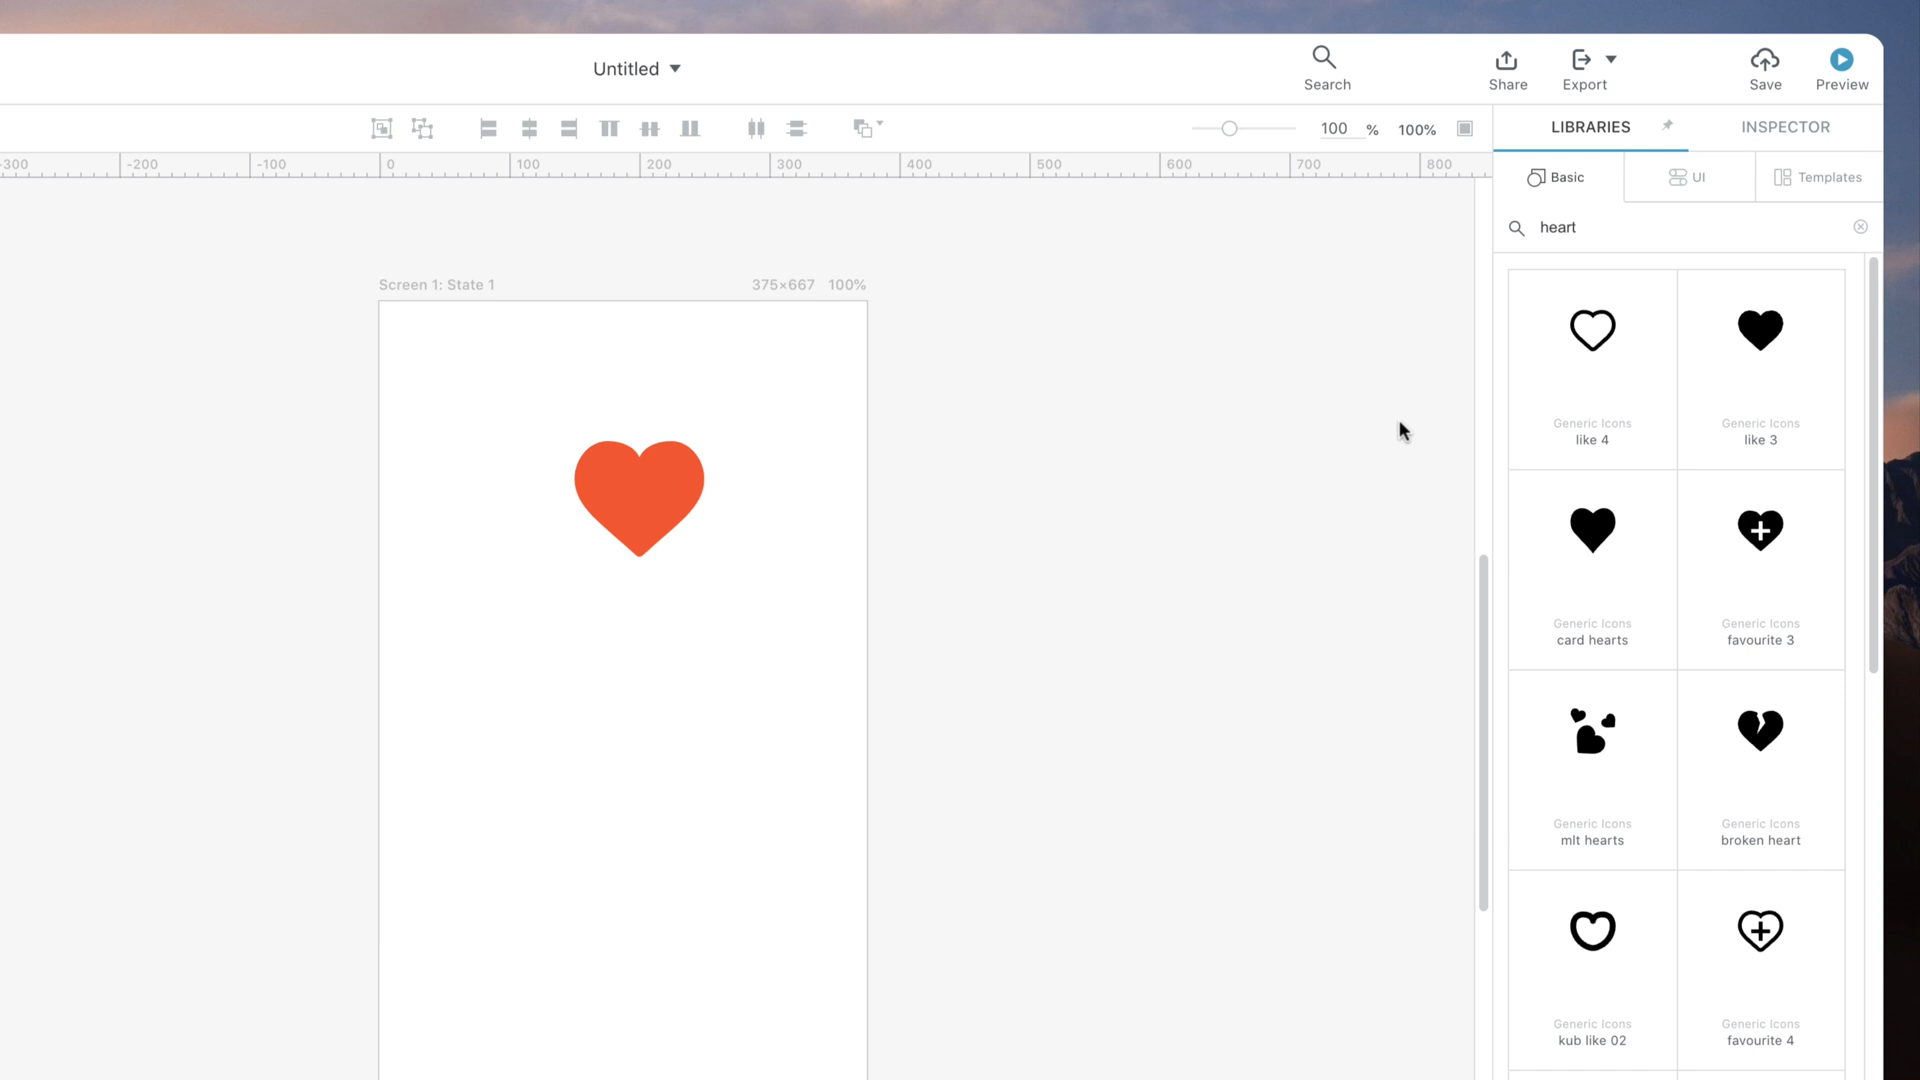 Untitled
Search
Share
Export
Save
Preview
100 % 100%
LIBRARIES
INSPECTOR
-300 -200 -100 0 100 200 300 400 500 600 700 800
Basic
UI
Templates
heart
Screen 1: State 1 375×667 100%
Generic Icons
like 4
Generic Icons
like 3
Generic Icons
card hearts
Generic Icons
favourite 3
Generic Icons
mlt hearts
Generic Icons
broken heart
Generic Icons
kub like 02
Generic Icons
favourite 4